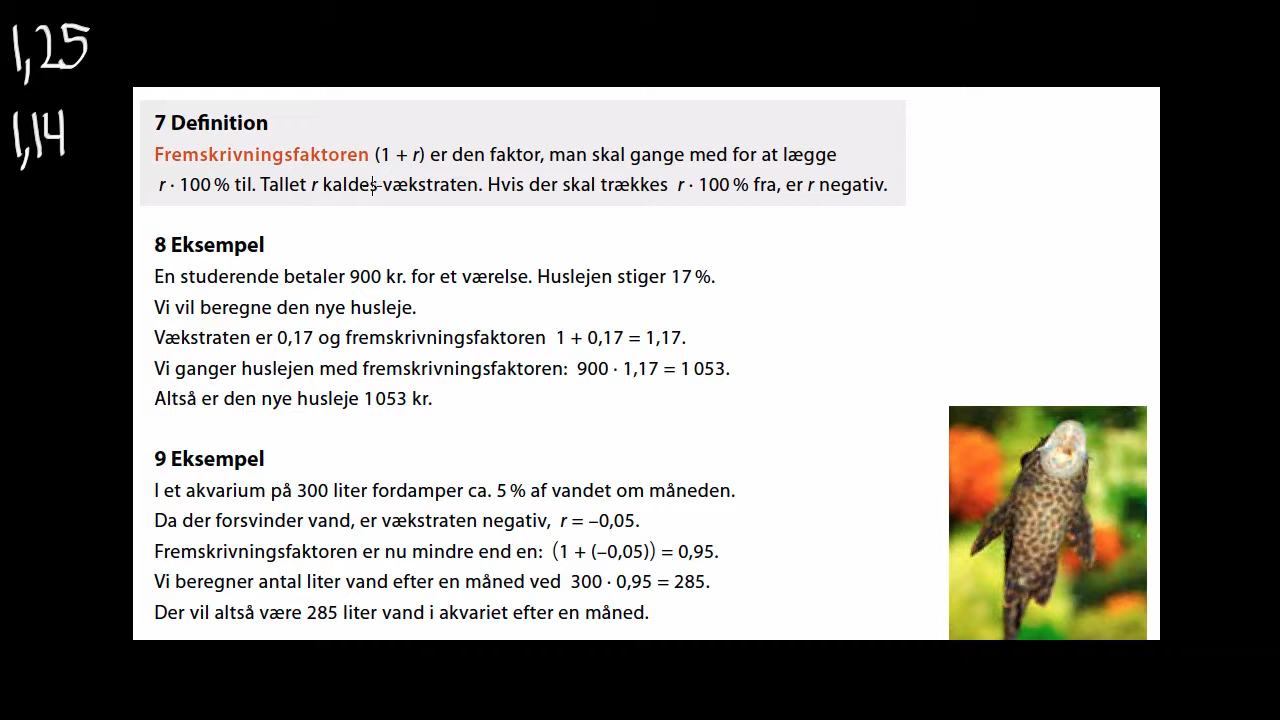 1,25
1,14
7 Definition
Fremskrivningsfaktoren (1 + r) er den faktor, man skal gange med for at lægge
r · 100 % til. Tallet r kaldes vækstraten. Hvis der skal trækkes r · 100 % fra, er r negativ.
8 Eksempel
En studerende betaler 900 kr. for et værelse. Huslejen stiger 17 %.
Vi vil beregne den nye husleje.
Vækstraten er 0,17 og fremskrivningsfaktoren 1 + 0,17 = 1,17.
Vi ganger huslejen med fremskrivningsfaktoren: 900 · 1,17 = 1 053.
Altså er den nye husleje 1 053 kr.
9 Eksempel
I et akvarium på 300 liter fordamper ca. 5 % af vandet om måneden.
Da der forsvinder vand, er vækstraten negativ, r = –0,05.
Fremskrivningsfaktoren er nu mindre end en: (1 + (–0,05)) = 0,95.
Vi beregner antal liter vand efter en måned ved 300 · 0,95 = 285.
Der vil altså være 285 liter vand i akvariet efter en måned.